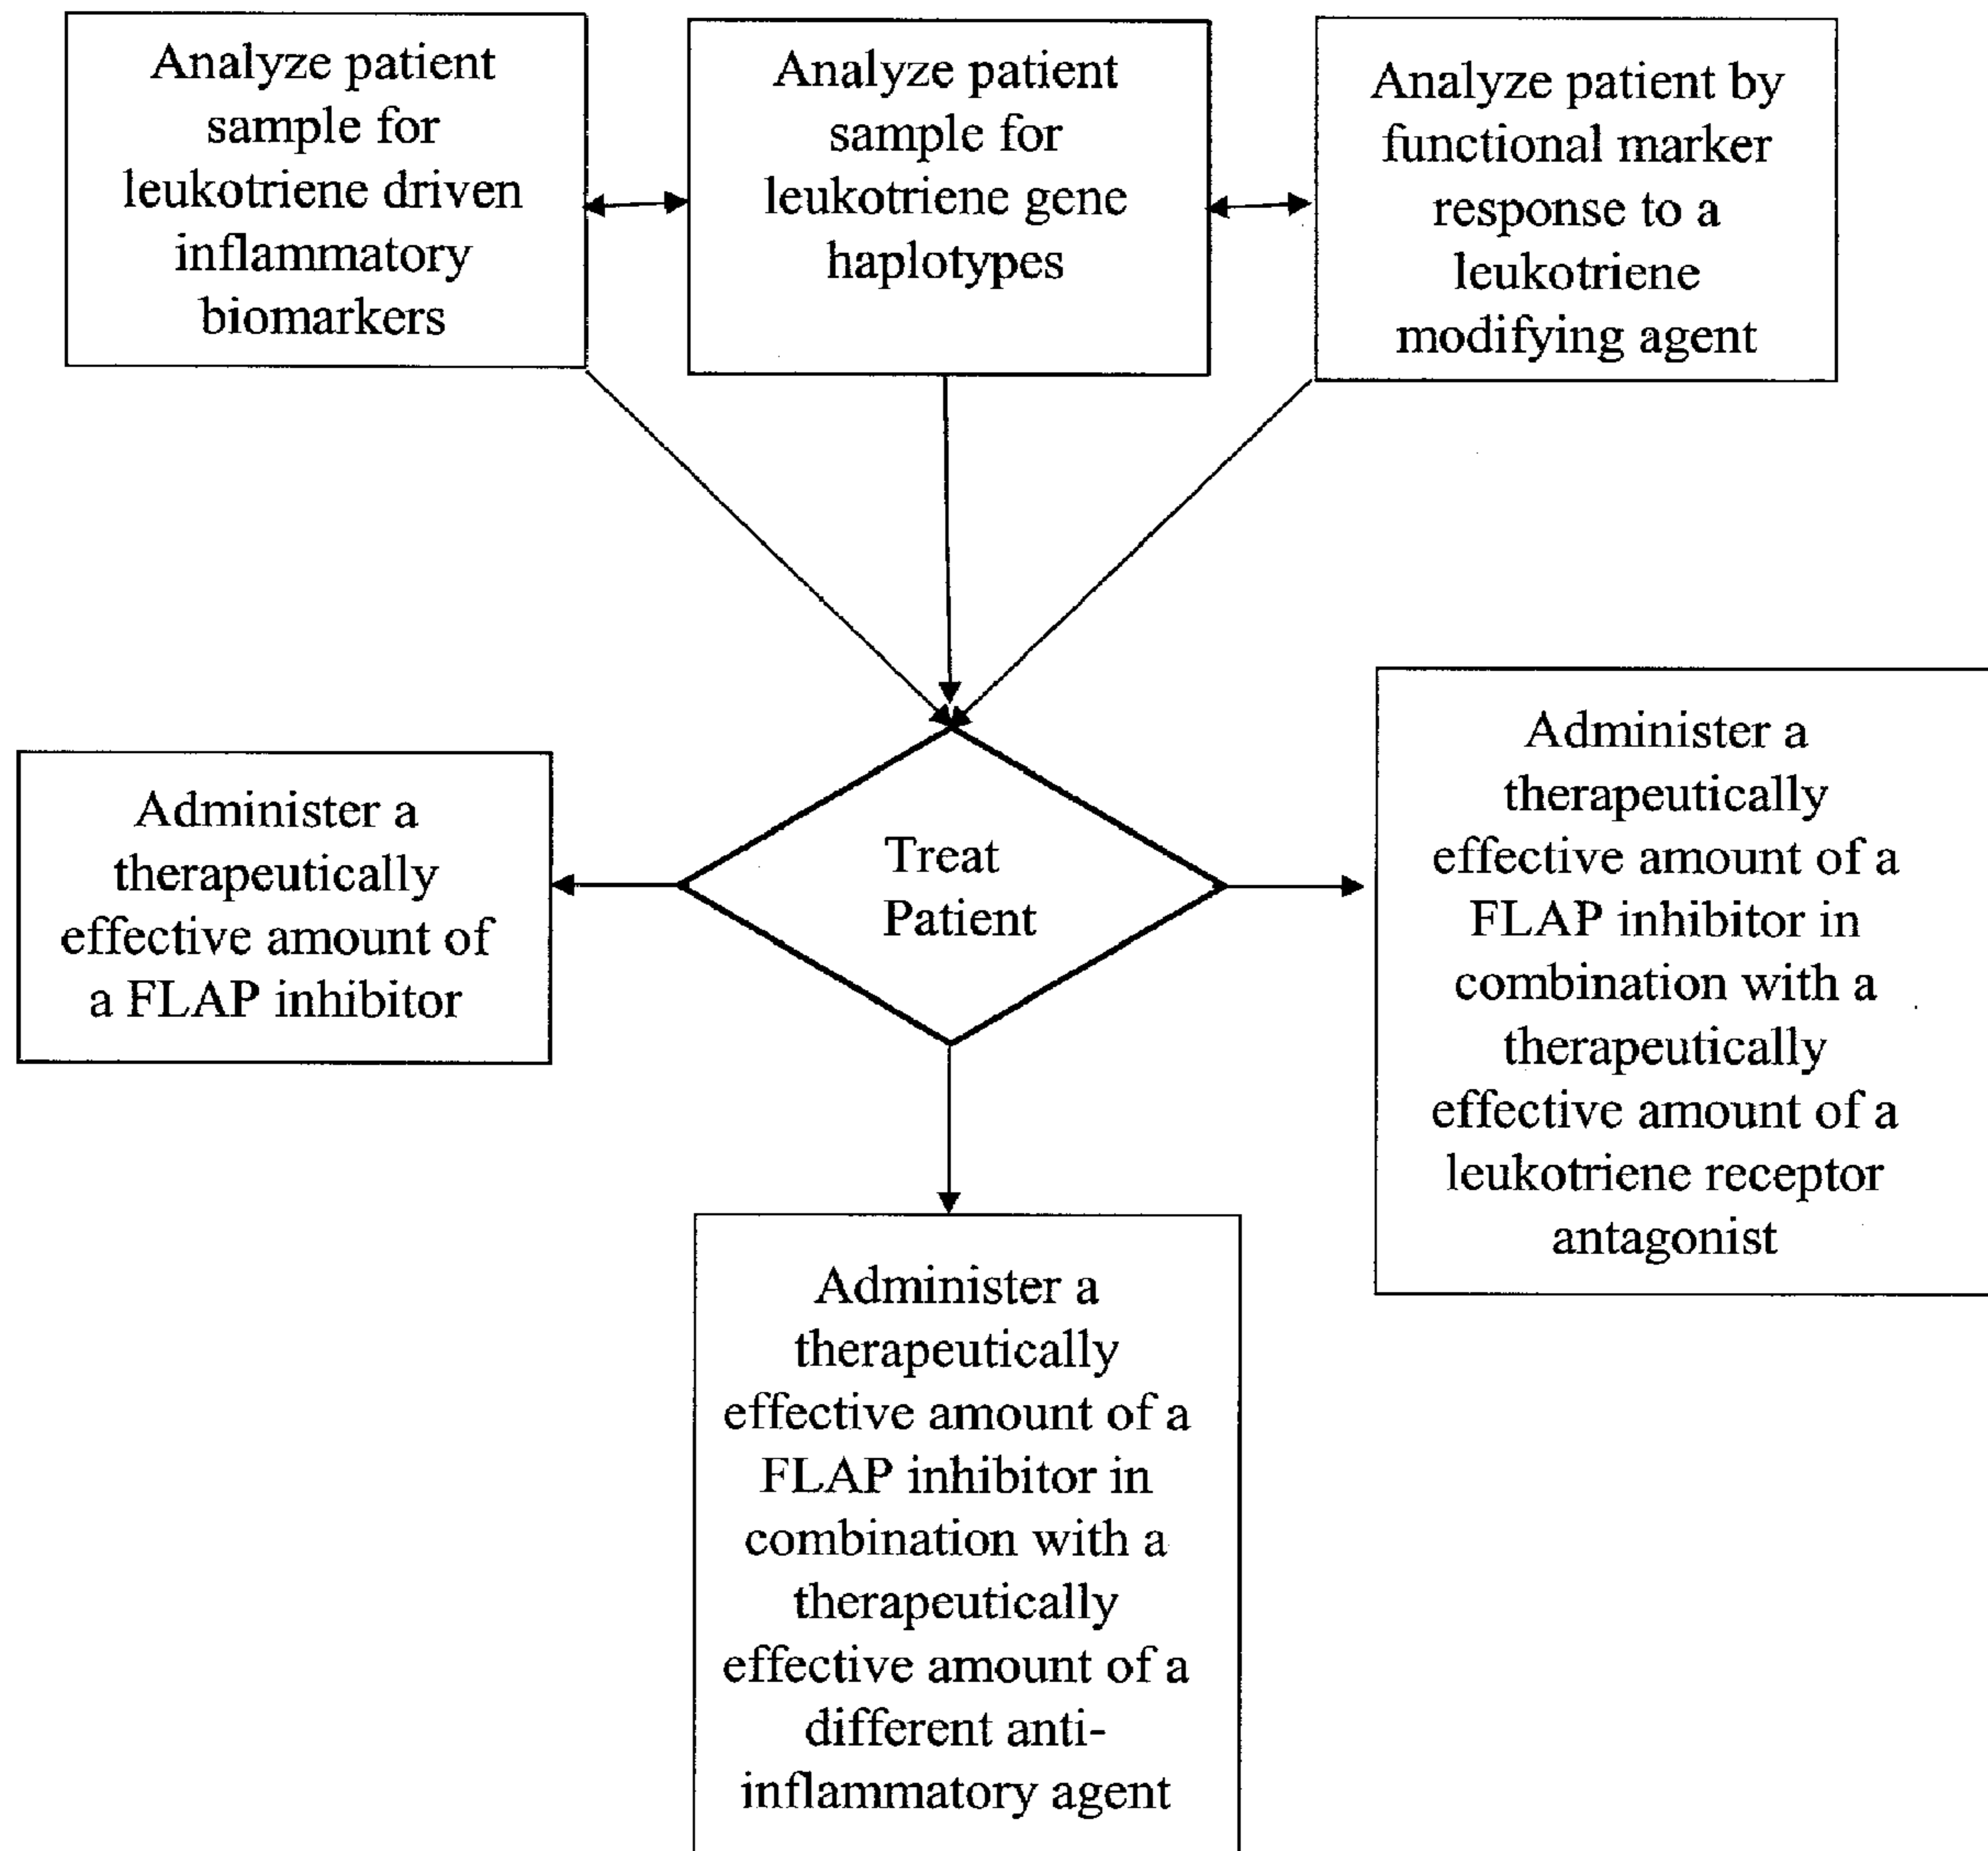 Analyze patient
sample for
leukotriene driven
inflammatory
biomarkers
Analyze patient
sample for
leukotriene gene
haplotypes
Analyze patient by
functional marker
response to a
leukotriene
modifying agent
Treat
Patient
Administer a
therapeutically
effective amount of
a FLAP inhibitor
Administer a
therapeutically
effective amount of a
FLAP inhibitor in
combination with a
therapeutically
effective amount of a
leukotriene receptor
antagonist
Administer a
therapeutically
effective amount of a
FLAP inhibitor in
combination with a
therapeutically
effective amount of a
different anti-
inflammatory agent